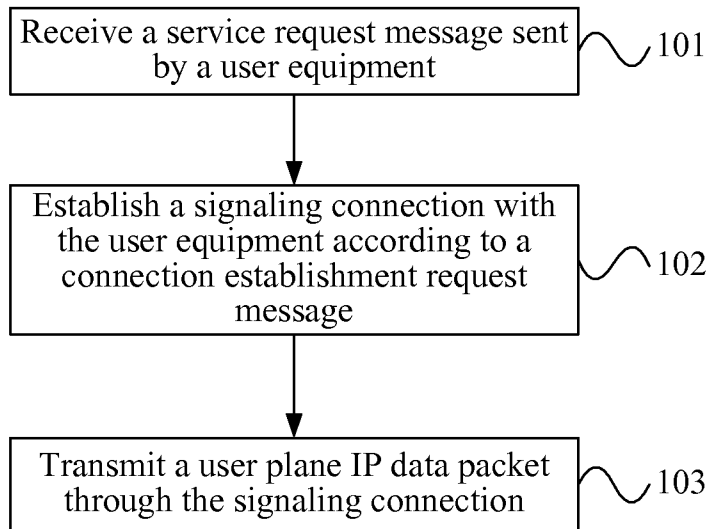 Receive a service request message sent
by a user equipment
101
Establish a signaling connection with
the user equipment according to a
connection establishment request
message
102
Transmit a user plane IP data packet
through the signaling connection
103